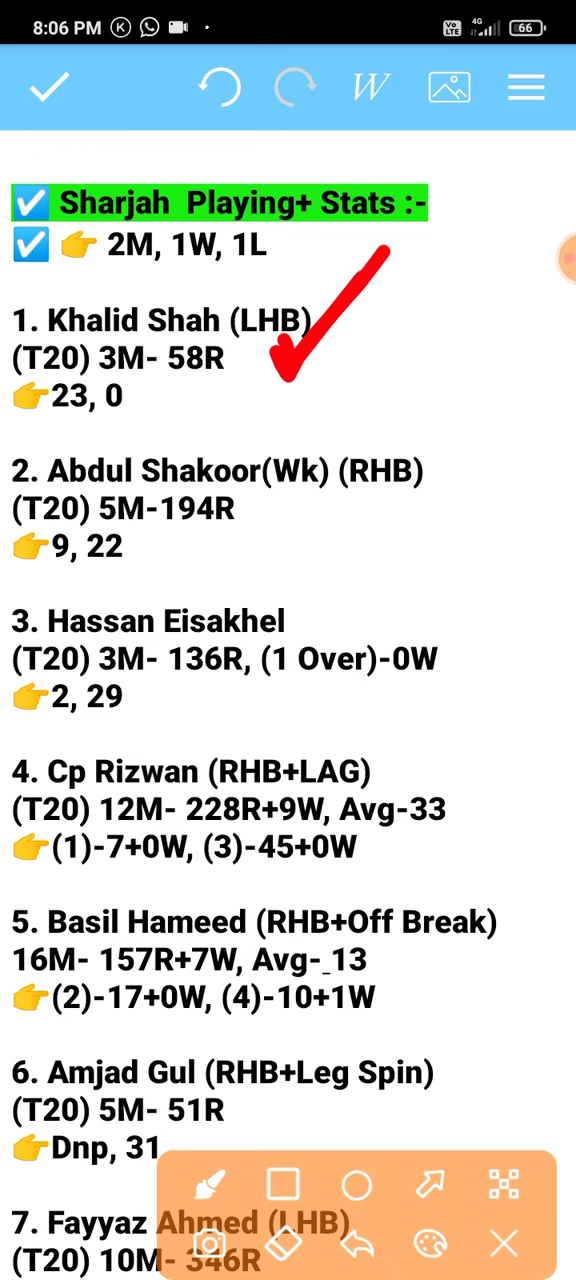 8:06 PM
4G
Vo LTE
66
W
✅ Sharjah Playing+ Stats :-
☑ 👉 2M, 1W, 1L
1. Khalid Shah (LHB)
(T20) 3M- 58R
👉23, 0
2. Abdul Shakoor(Wk) (RHB)
(T20) 5M-194R
👉9, 22
3. Hassan Eisakhel
(T20) 3M- 136R, (1 Over)-0W
👉2, 29
4. Cp Rizwan (RHB+LAG)
(T20) 12M- 228R+9W, Avg-33
👉(1)-7+0W, (3)-45+0W
5. Basil Hameed (RHB+Off Break)
16M- 157R+7W, Avg-_13
👉(2)-17+0W, (4)-10+1W
6. Amjad Gul (RHB+Leg Spin)
(T20) 5M- 51R
👉Dnp, 31
7. Fayyaz Ahmed (LHB)
(T20) 10M- 346R